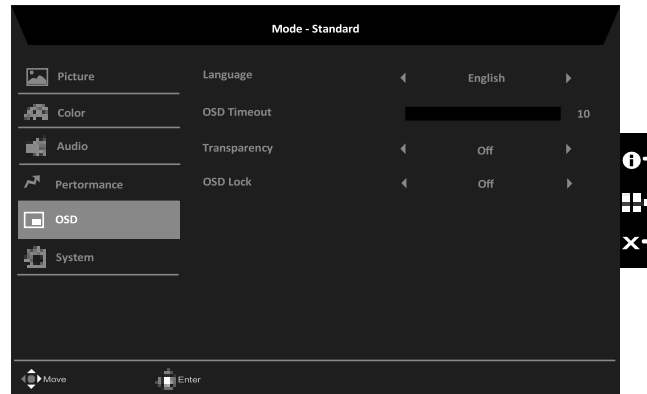 Mode - Standard
Picture
Language
English
Color
OSD Timeout
10
Audio
Transparency
Off
Pertormance
OSD Lock
Off
OSD
System
Move
Enter